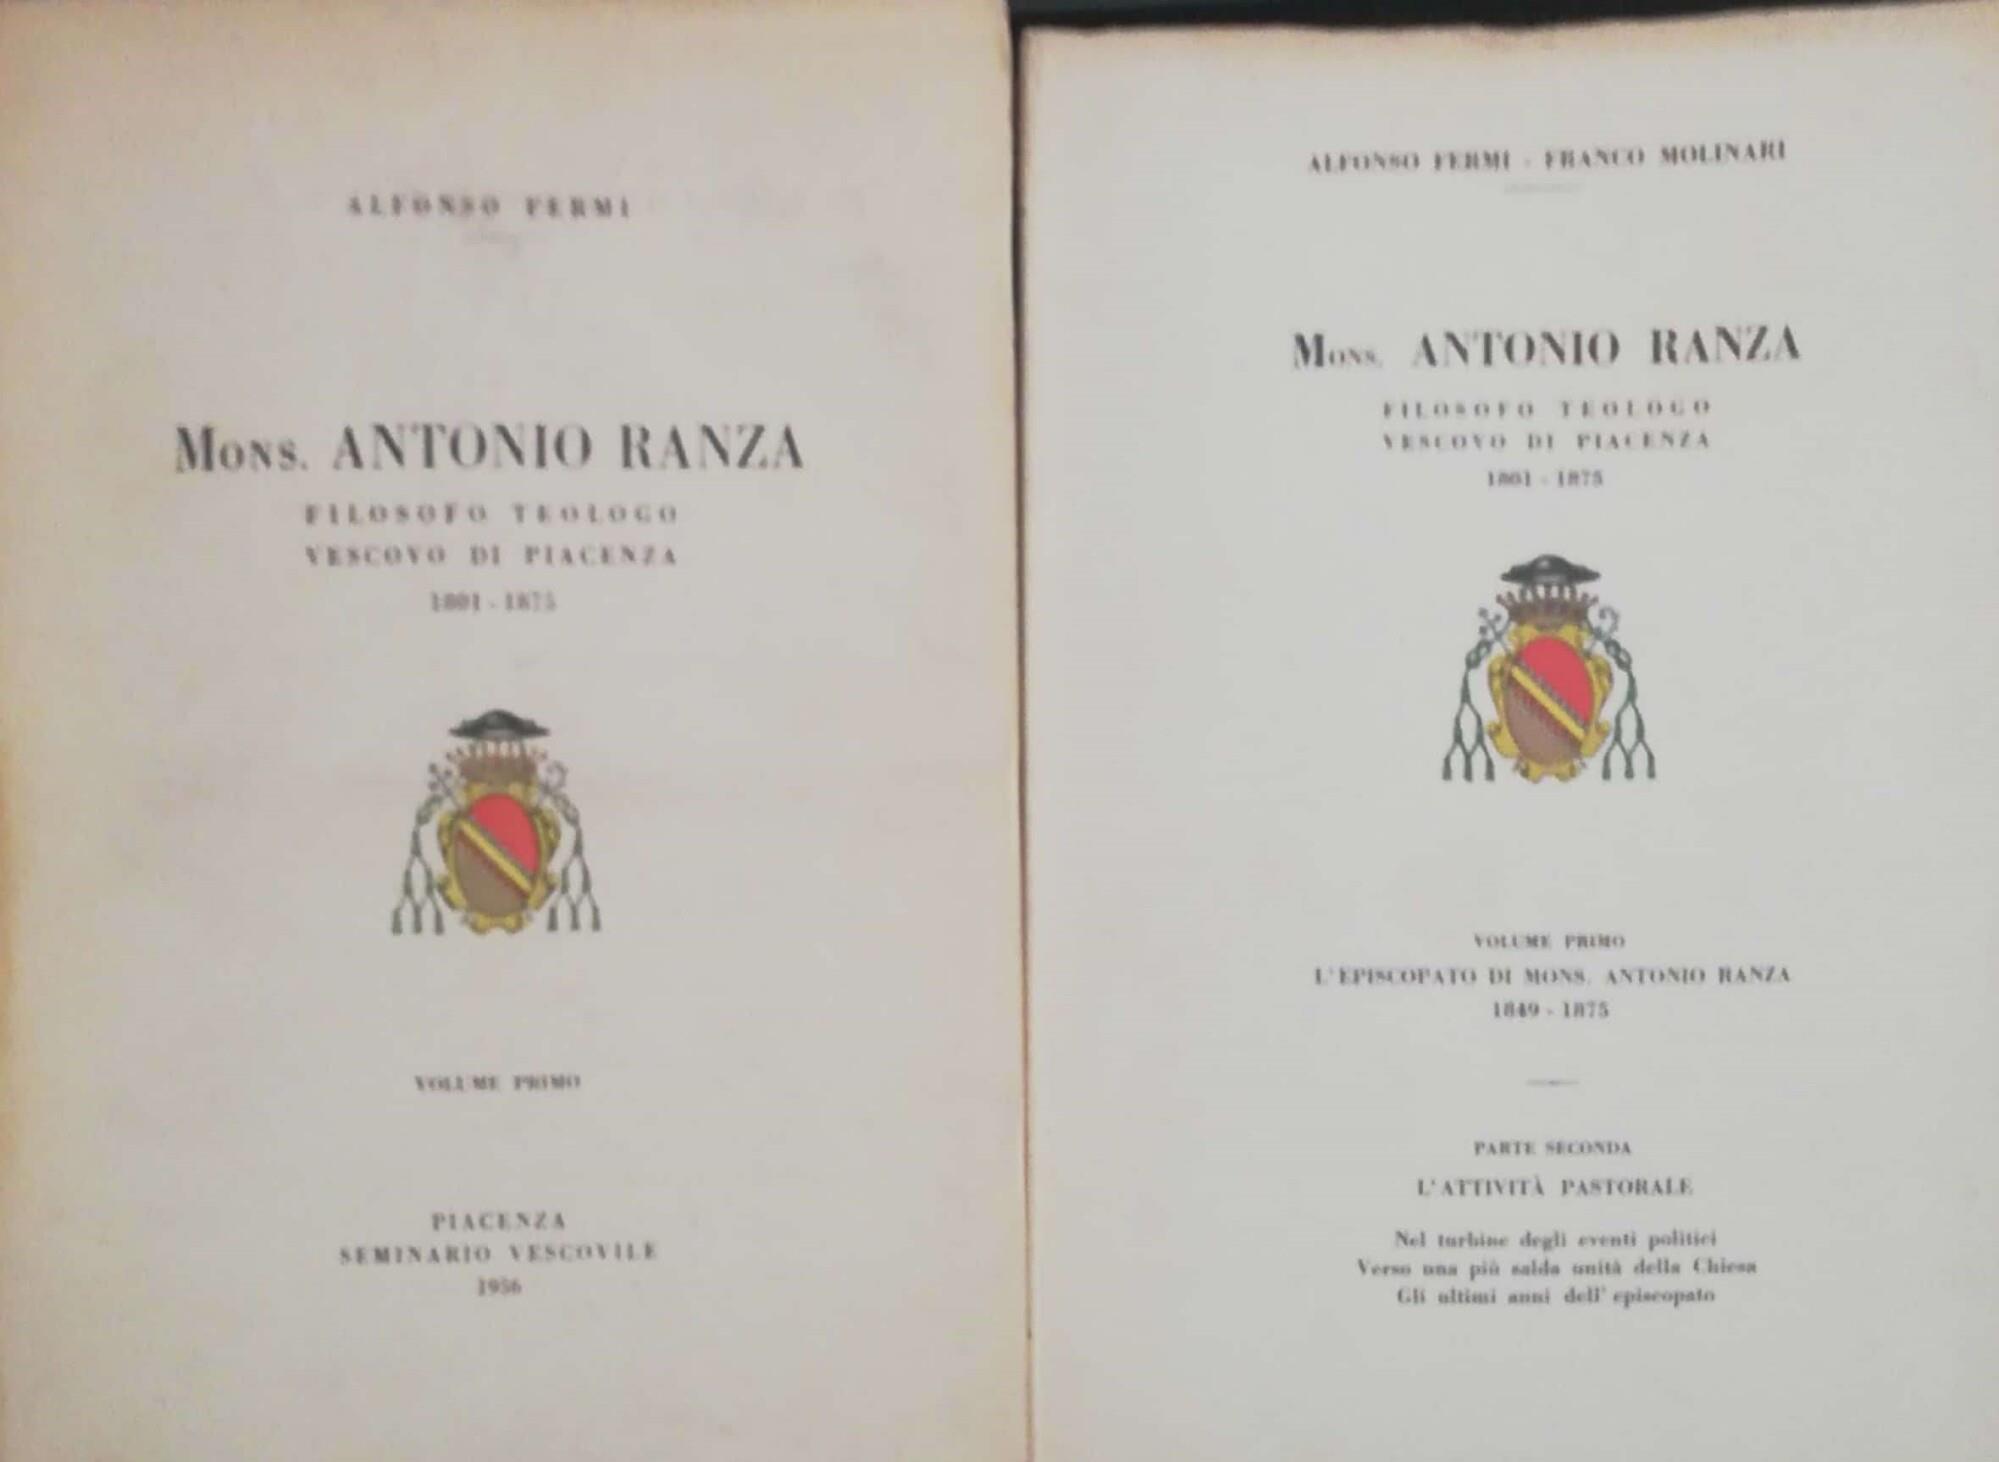 ALFONSO FERMI
Mons. ANTONIO RANZA
FILOSOFO TEOLOGO
VESCOVO DI PIACENZA
1801 - 1875
VOLUME PRIMO
PIACENZA
SEMINARIO VESCOVILE
1956
ALFONSO FERMI - FRANCO MOLINARI
Mons. ANTONIO RANZA
FILOSOFO TEOLOGO
VESCOVO DI PIACENZA
1801 - 1875
VOLUME PRIMO
L'EPISCOPATO DI MONS. ANTONIO RANZA
1849 - 1875
PARTE SECONDA
L'ATTIVITÀ PASTORALE
Nel turbine degli eventi politici
Verso una più salda unità della Chiesa
Gli ultimi anni dell'episcopato